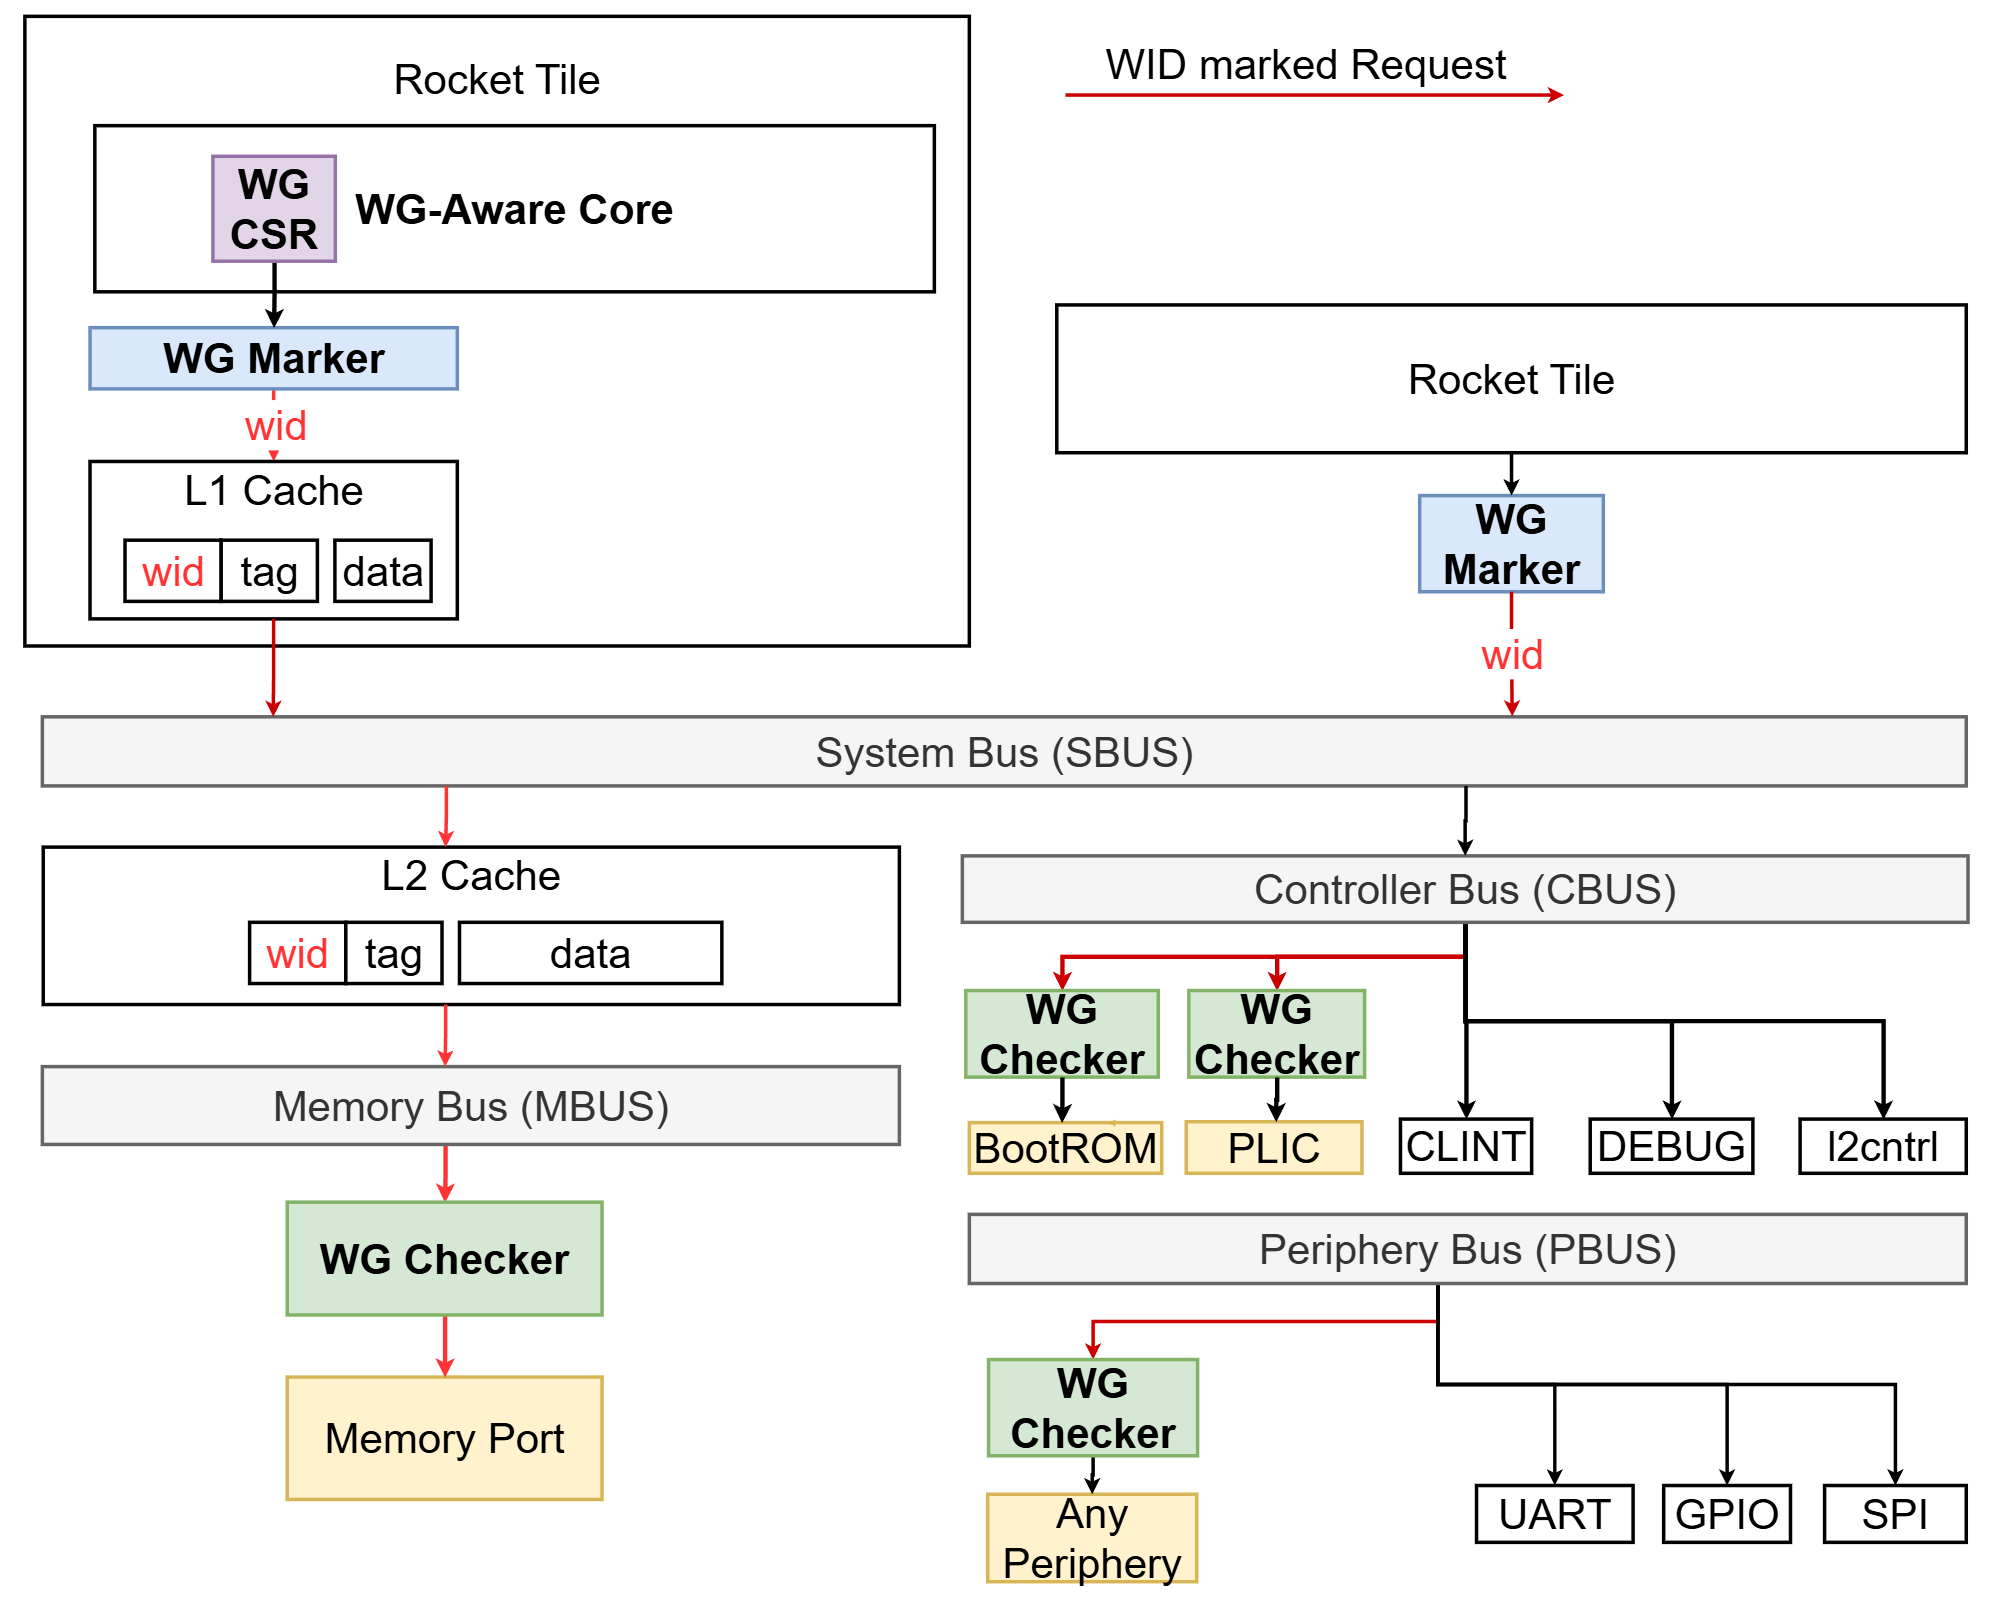 Rocket Tile
WID marked Request
WG
CSR
WG-Aware Core
WG Marker
wid
L1 Cache
wid
tag
data
Rocket Tile
WG
Marker
wid
System Bus (SBUS)
L2 Cache
wid
tag
data
Controller Bus (CBUS)
WG
Checker
WG
Checker
BootROM
PLIC
CLINT
DEBUG
l2cntrl
Memory Bus (MBUS)
WG Checker
Memory Port
Periphery Bus (PBUS)
WG
Checker
Any
Periphery
UART
GPIO
SPI